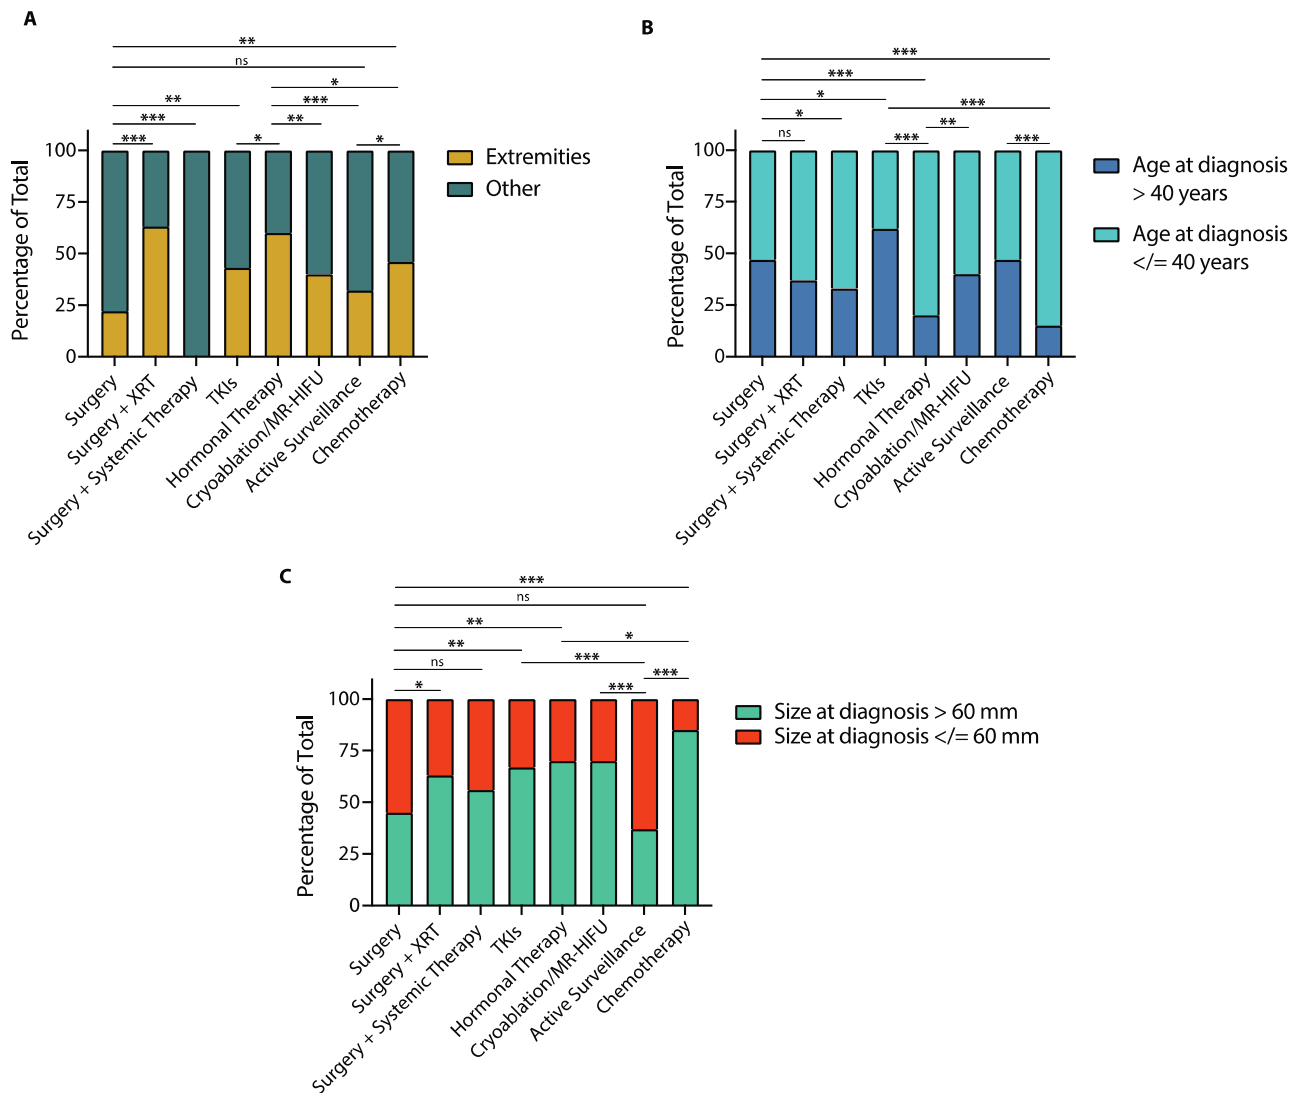 A
**
ns
*
**
***
***
**
***
*
*
Percentage of Total
100
75
50
25
0
Surgery
Surgery + XRT
Surgery + Systemic Therapy
TKIs
Hormonal Therapy
Cryoablation/MR-HIFU
Active Surveillance
Chemotherapy
Extremities
Other
B
***
***
*
***
*
**
ns
***
***
Percentage of Total
100
75
50
25
0
Surgery
Surgery + XRT
Surgery + Systemic Therapy
TKIs
Hormonal Therapy
Cryoablation/MR-HIFU
Active Surveillance
Chemotherapy
Age at diagnosis
> 40 years
Age at diagnosis
</= 40 years
C
***
ns
**
*
**
***
ns
***
*
***
Percentage of Total
100
75
50
25
0
Surgery
Surgery + XRT
Surgery + Systemic Therapy
TKIs
Hormonal Therapy
Cryoablation/MR-HIFU
Active Surveillance
Chemotherapy
Size at diagnosis > 60 mm
Size at diagnosis </= 60 mm